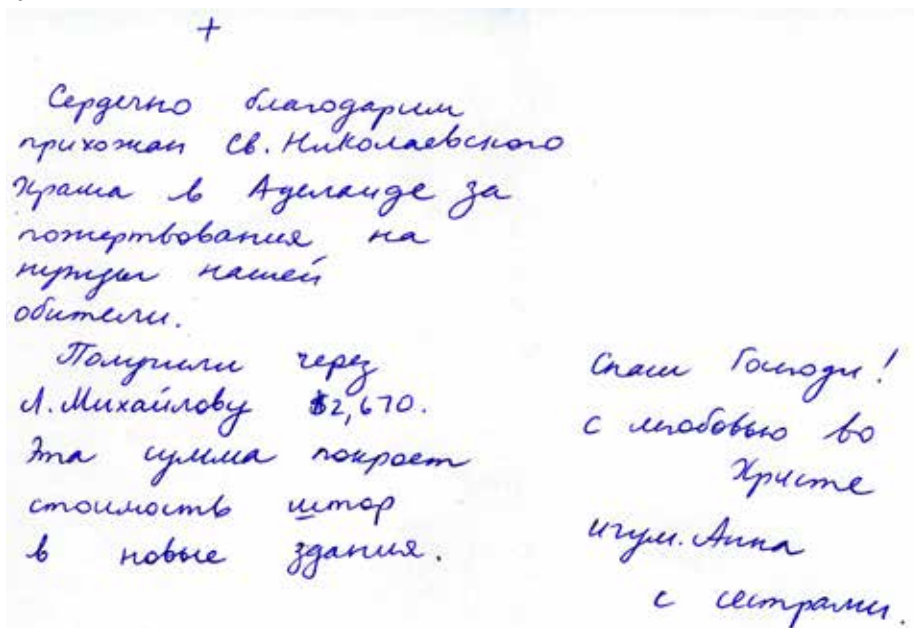 +
Сердечно благодарим
прихожан Св. Николаевского
храма в Аделаиде за
пожертвования на
нужды нашей
обители.
Получили через
Л. Михайлову $2,670.
Эта сумма покроет
стоимость штор
в новые здания.
Спаси Господи!
с любовью во
Христе
игум. Анна
с сестрами.